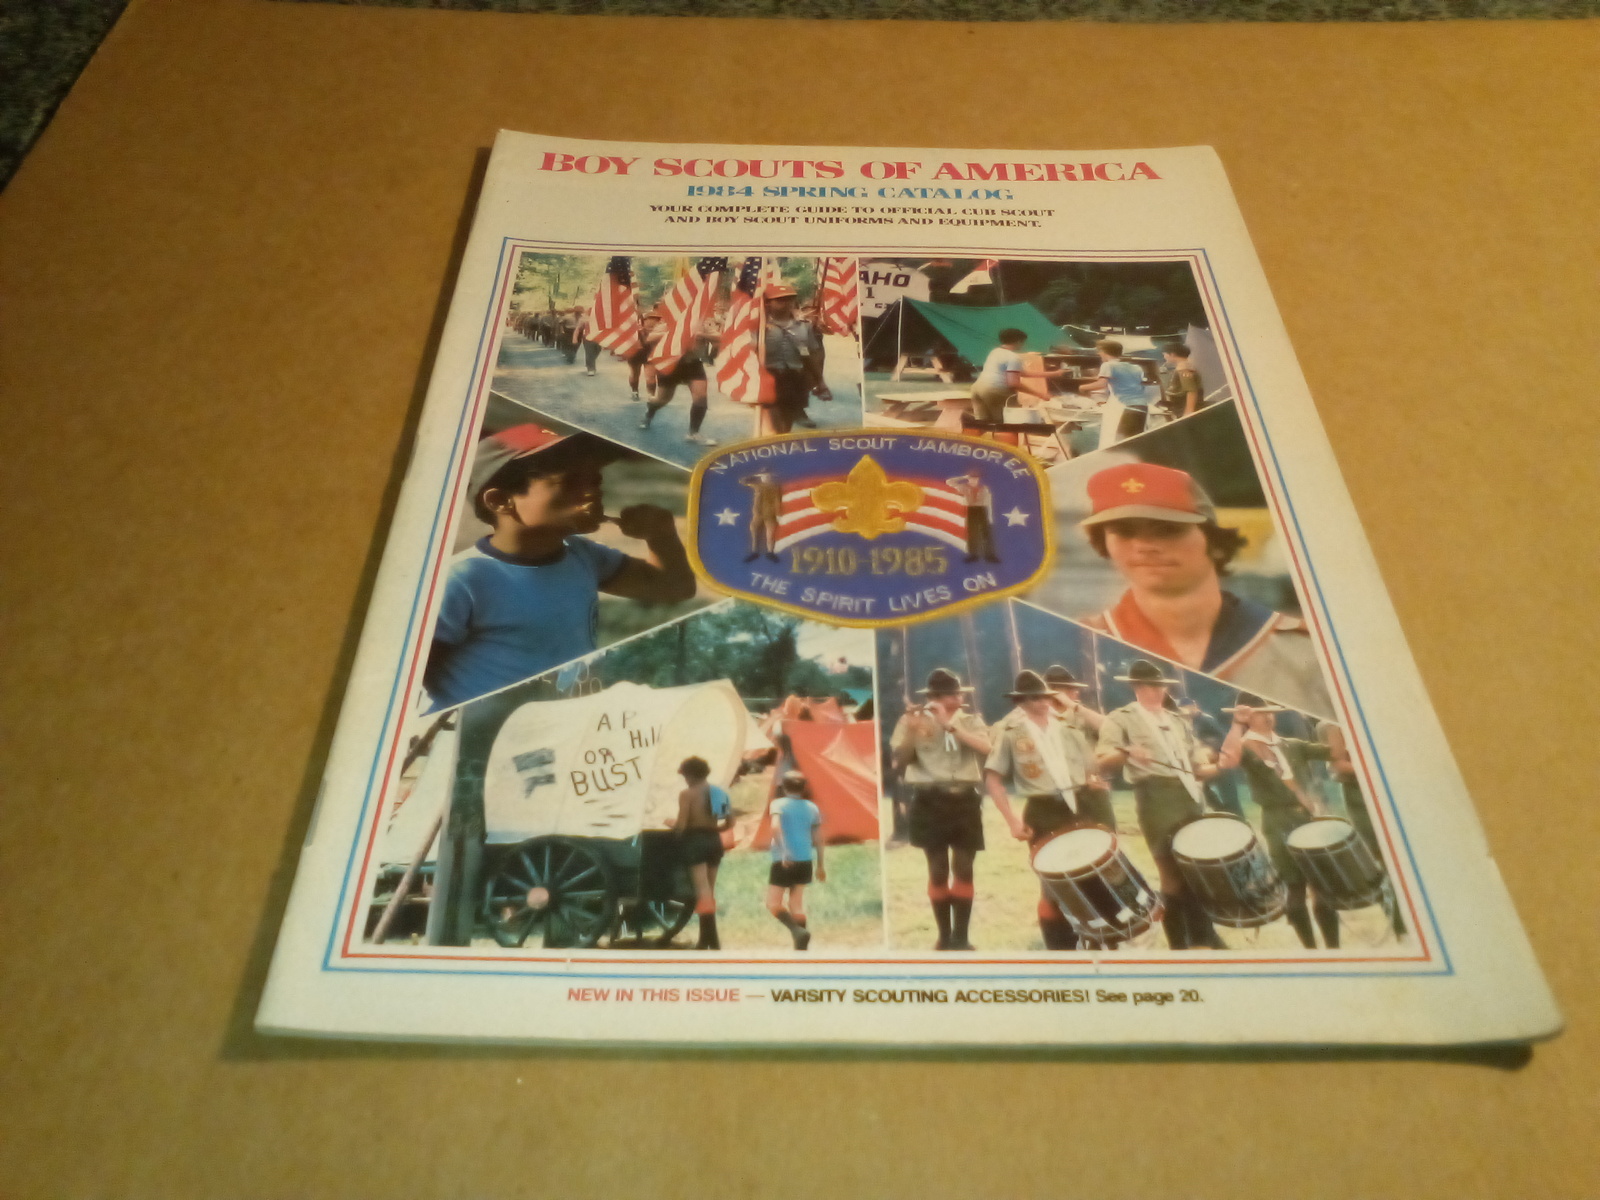 BOY SCOUTS OF AMERICA
1984 SPRING CATALOG
YOUR COMPLETE GUIDE TO OFFICIAL CUB SCOUT
AND BOY SCOUT UNIFORMS AND EQUIPMENT.
AHO
1
NATIONAL SCOUT JAMBOREE
1910-1985
THE SPIRIT LIVES ON
A P
Hill
OR
BUST
NEW IN THIS ISSUE — VARSITY SCOUTING ACCESSORIES! See page 20.